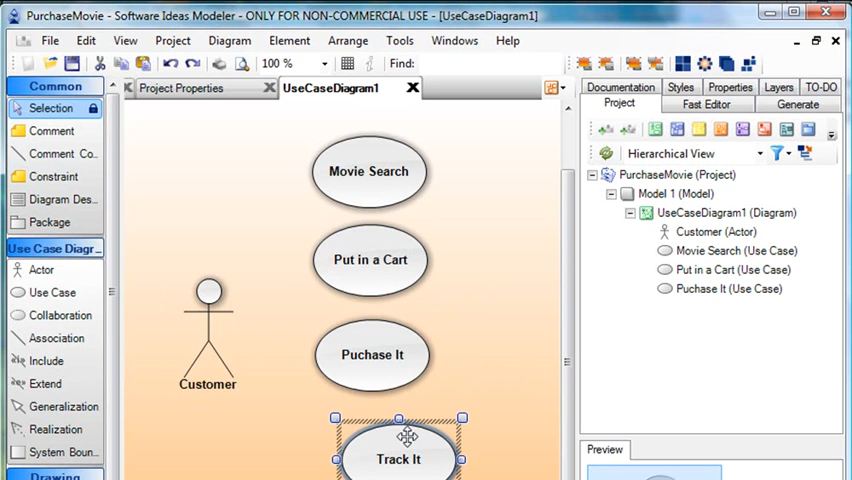 PurchaseMovie - Software Ideas Modeler - ONLY FOR NON-COMMERCIAL USE - [UseCaseDiagram1]
File Edit View Project Diagram Element Arrange Tools Windows Help
100 % Find:
Common
Selection
Comment
Comment Co...
Constraint
Diagram Des...
Package
Use Case Diagr...
Actor
Use Case
Collaboration
Association
Include
Extend
Generalization
Realization
System Boun...
Drawing
Project Properties
UseCaseDiagram1
Movie Search
Put in a Cart
Puchase It
Track It
Customer
Documentation Styles Properties Layers TO-DO
Project Fast Editor Generate
Hierarchical View
PurchaseMovie (Project)
Model 1 (Model)
UseCaseDiagram1 (Diagram)
Customer (Actor)
Movie Search (Use Case)
Put in a Cart (Use Case)
Puchase It (Use Case)
Preview